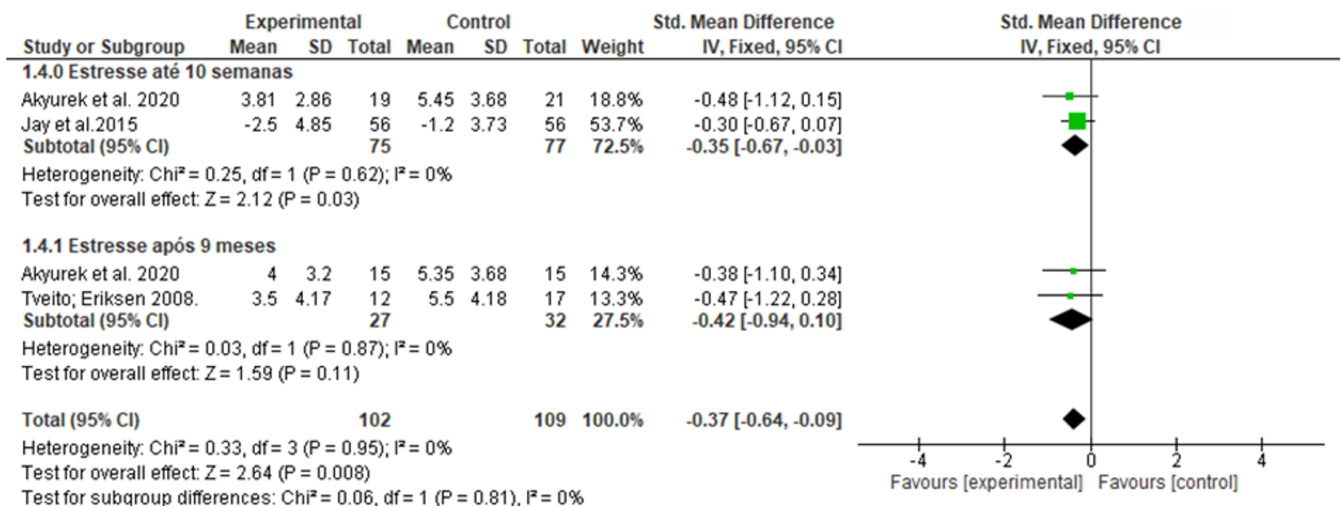 Experimental Control Std. Mean Difference Std. Mean Difference
Study or Subgroup Mean SD Total Mean SD Total Weight IV, Fixed, 95% CI IV, Fixed, 95% CI
1.4.0 Estresse até 10 semanas
Akyurek et al. 2020 3.81 2.86 19 5.45 3.68 21 18.8% -0.48 [-1.12, 0.15]
Jay et al.2015 -2.5 4.85 56 -1.2 3.73 56 53.7% -0.30 [-0.67, 0.07]
Subtotal (95% CI) 75 77 72.5% -0.35 [-0.67, -0.03]
Heterogeneity: Chi² = 0.25, df = 1 (P = 0.62); I² = 0%
Test for overall effect: Z = 2.12 (P = 0.03)
1.4.1 Estresse após 9 meses
Akyurek et al. 2020 4 3.2 15 5.35 3.68 15 14.3% -0.38 [-1.10, 0.34]
Tveito; Eriksen 2008. 3.5 4.17 12 5.5 4.18 17 13.3% -0.47 [-1.22, 0.28]
Subtotal (95% CI) 27 32 27.5% -0.42 [-0.94, 0.10]
Heterogeneity: Chi² = 0.03, df = 1 (P = 0.87); I² = 0%
Test for overall effect: Z = 1.59 (P = 0.11)
Total (95% CI) 102 109 100.0% -0.37 [-0.64, -0.09]
Heterogeneity: Chi² = 0.33, df = 3 (P = 0.95); I² = 0%
Test for overall effect: Z = 2.64 (P = 0.008)
Test for subgroup differences: Chi² = 0.06, df = 1 (P = 0.81), I² = 0%
-4 -2 0 2 4
Favours [experimental] Favours [control]